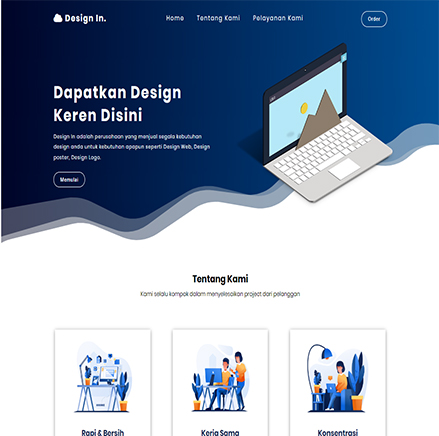 Design In.
Home Tentang Kami Pelayanan Kami Order
Dapatkan Design
Keren Disini
Design In adalah perusahaan yang menjual segala kebutuhan
design anda untuk kebutuhan apapun seperti Design Web, Design
poster, Design Logo.
Memulai
Tentang Kami
Kami selalu kompak dalam menyelesaikan project dari pelanggan
Rapi & Bersih Kerja Sama Konsentrasi